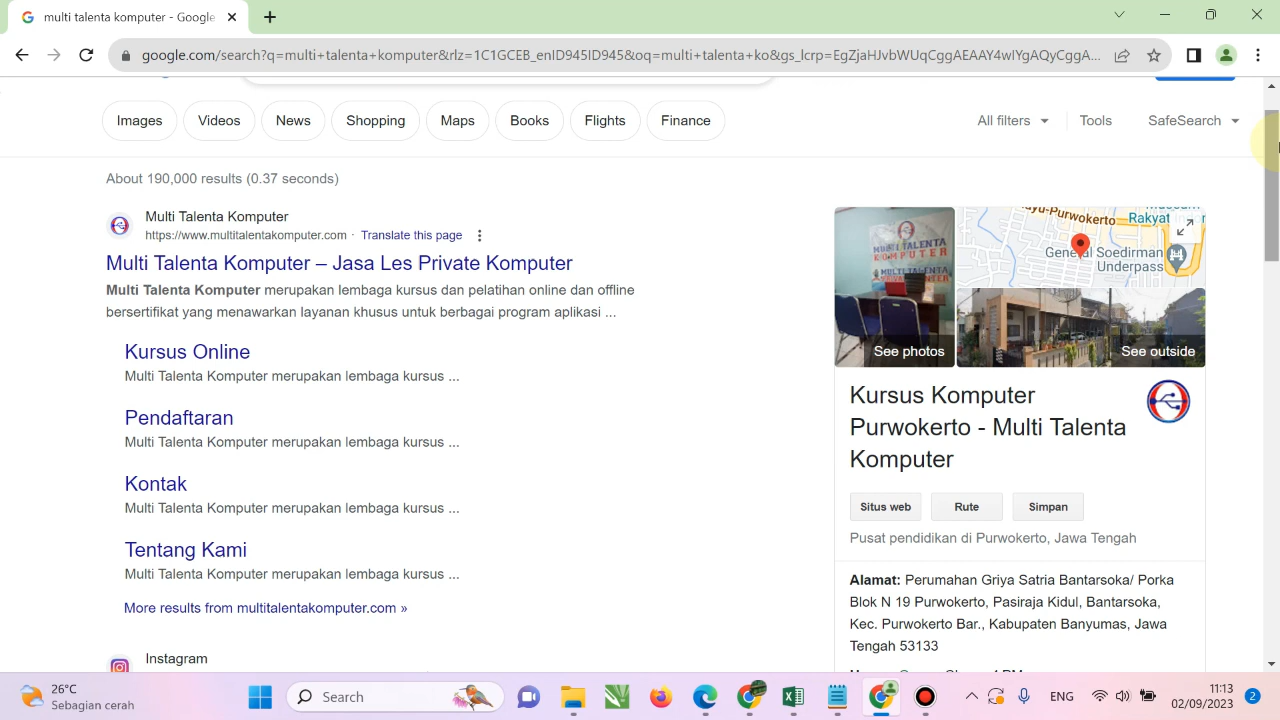 multi talenta komputer - Google
google.com/search?q=multi+talenta+komputer&rlz=1C1GCEB_enID945ID945&oq=multi+talenta+ko&gs_lcrp=EgZjaHJvbWUqCggAEAAY4wIYgAQyCggA...
Images
Videos
News
Shopping
Maps
Books
Flights
Finance
All filters
Tools
SafeSearch
About 190,000 results (0.37 seconds)
Multi Talenta Komputer
https://www.multitalentakomputer.com · Translate this page
Multi Talenta Komputer – Jasa Les Private Komputer
Multi Talenta Komputer merupakan lembaga kursus dan pelatihan online dan offline
bersertifikat yang menawarkan layanan khusus untuk berbagai program aplikasi ...
Kursus Online
Multi Talenta Komputer merupakan lembaga kursus ...
Pendaftaran
Multi Talenta Komputer merupakan lembaga kursus ...
Kontak
Multi Talenta Komputer merupakan lembaga kursus ...
Tentang Kami
Multi Talenta Komputer merupakan lembaga kursus ...
More results from multitalentakomputer.com »
Instagram
MULTI TALENTA
KOMPUTER
See photos
Purwokerto
Rakyat
General Soedirman
Underpass
See outside
Kursus Komputer
Purwokerto - Multi Talenta
Komputer
Situs web
Rute
Simpan
Pusat pendidikan di Purwokerto, Jawa Tengah
Alamat: Perumahan Griya Satria Bantarsoka/ Porka
Blok N 19 Purwokerto, Pasiraja Kidul, Bantarsoka,
Kec. Purwokerto Bar., Kabupaten Banyumas, Jawa
Tengah 53133
26°C
Sebagian cera
Search
ENG
11:13
02/09/2023
2